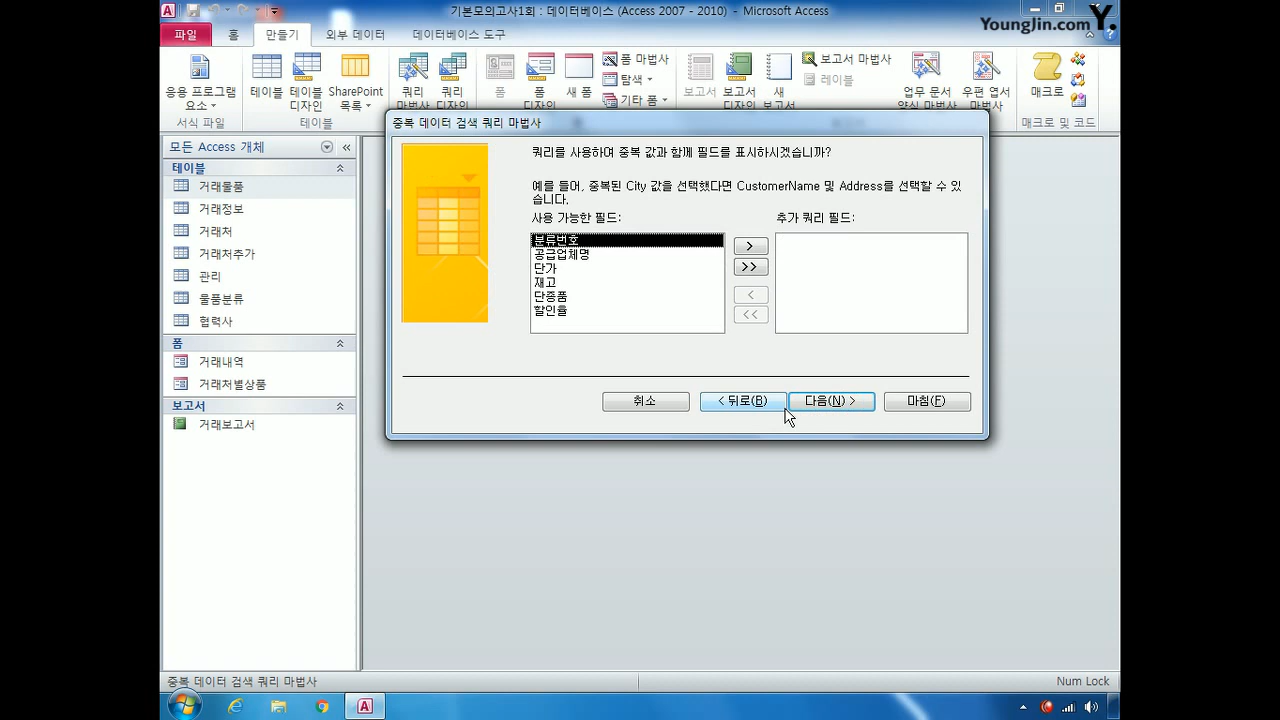 기본모의고사1회 : 데이터베이스 (Access 2007 - 2010) - Microsoft Access
Younglin.com Y.
파일 홈 만들기 외부 데이터 데이터베이스 도구
응용 프로그램 요소
테이블
테이블 디자인
SharePoint 목록
쿼리 마법사
쿼리 디자인
폼
폼 디자인
새 폼
폼 마법사
탐색
기타 폼
보고서
보고서 디자인
새 보고서
보고서 마법사
레이블
업무 문서 양식 마법사
우편 엽서 마법사
매크로
서식 파일
테이블
매크로 및 코드
모든 Access 개체
테이블
거래물품
거래정보
거래처
거래처추가
관리
물품분류
협력사
폼
거래내역
거래처별상품
보고서
거래보고서
중복 데이터 검색 쿼리 마법사
쿼리를 사용하여 중복 값과 함께 필드를 표시하시겠습니까?
예를 들어, 중복된 City 값을 선택했다면 CustomerName 및 Address를 선택할 수 있
습니다.
사용 가능한 필드:
추가 쿼리 필드:
분류번호
공급업체명
단가
재고
단종품
할인율
>
>>
<
<<
취소
< 뒤로(B)
다음(N) >
마침(F)
중복 데이터 검색 쿼리 마법사
Num Lock